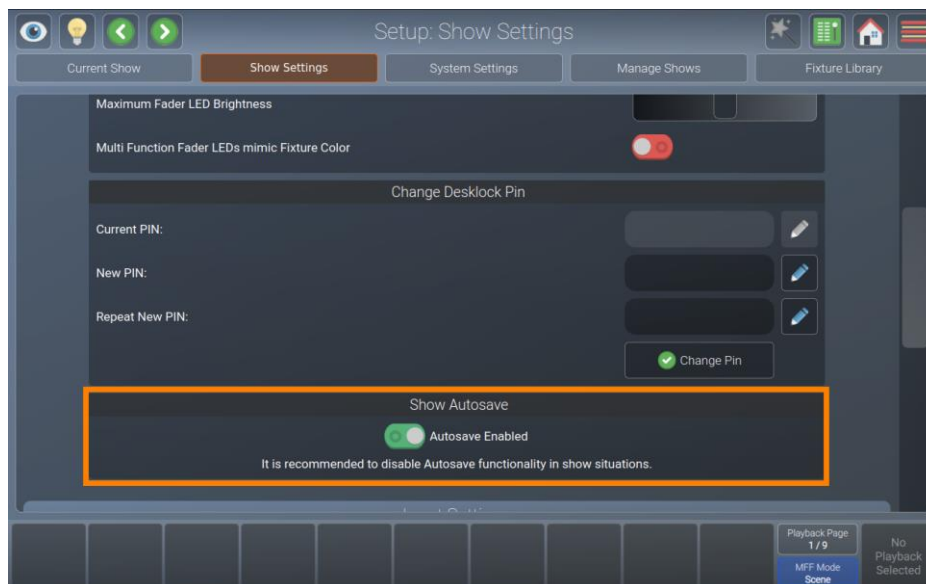 Setup: Show Settings
Current Show
Show Settings
System Settings
Manage Shows
Fixture Library
Maximum Fader LED Brightness
Multi Function Fader LEDs mimic Fixture Color
Change Desklock Pin
Current PIN:
New PIN:
Repeat New PIN:
Change Pin
Show Autosave
Autosave Enabled
It is recommended to disable Autosave functionality in show situations.
Playback Page
1 / 9
MFF Mode
Scene
No
Playback
Selected